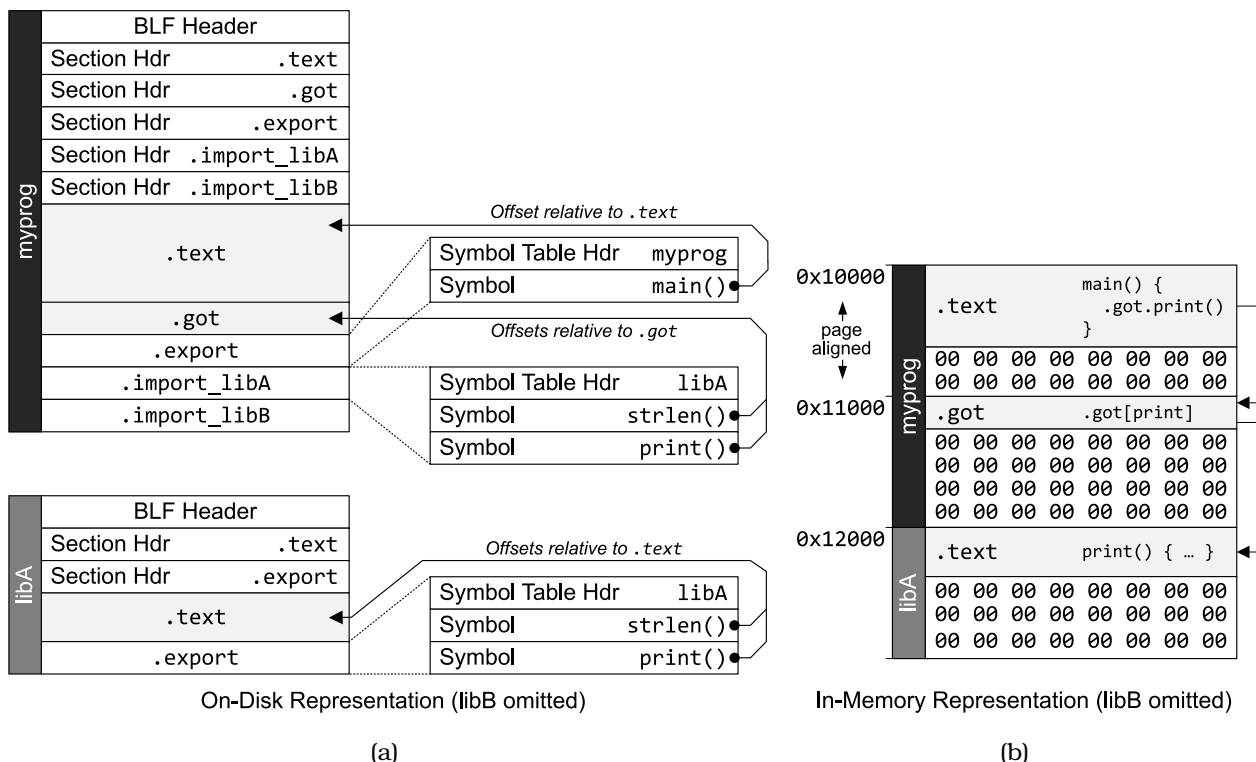 myprog
BLF Header
Section Hdr .text
Section Hdr .got
Section Hdr .export
Section Hdr .import_libA
Section Hdr .import_libB
.text
.got
.export
.import_libA
.import_libB
Offset relative to .text
Symbol Table Hdr myprog
Symbol main()
Offsets relative to .got
Symbol Table Hdr libA
Symbol strlen()
Symbol print()
libA
BLF Header
Section Hdr .text
Section Hdr .export
.text
.export
Offsets relative to .text
Symbol Table Hdr libA
Symbol strlen()
Symbol print()
On-Disk Representation (libB omitted)
(a)
0x10000
page
aligned
0x11000
0x12000
myprog
.text
main() {
.got.print()
}
00 00 00 00 00 00 00 00
00 00 00 00 00 00 00 00
.got .got[print]
00 00 00 00 00 00 00 00
00 00 00 00 00 00 00 00
00 00 00 00 00 00 00 00
00 00 00 00 00 00 00 00
libA
.text print() { … }
00 00 00 00 00 00 00 00
00 00 00 00 00 00 00 00
00 00 00 00 00 00 00 00
In-Memory Representation (libB omitted)
(b)